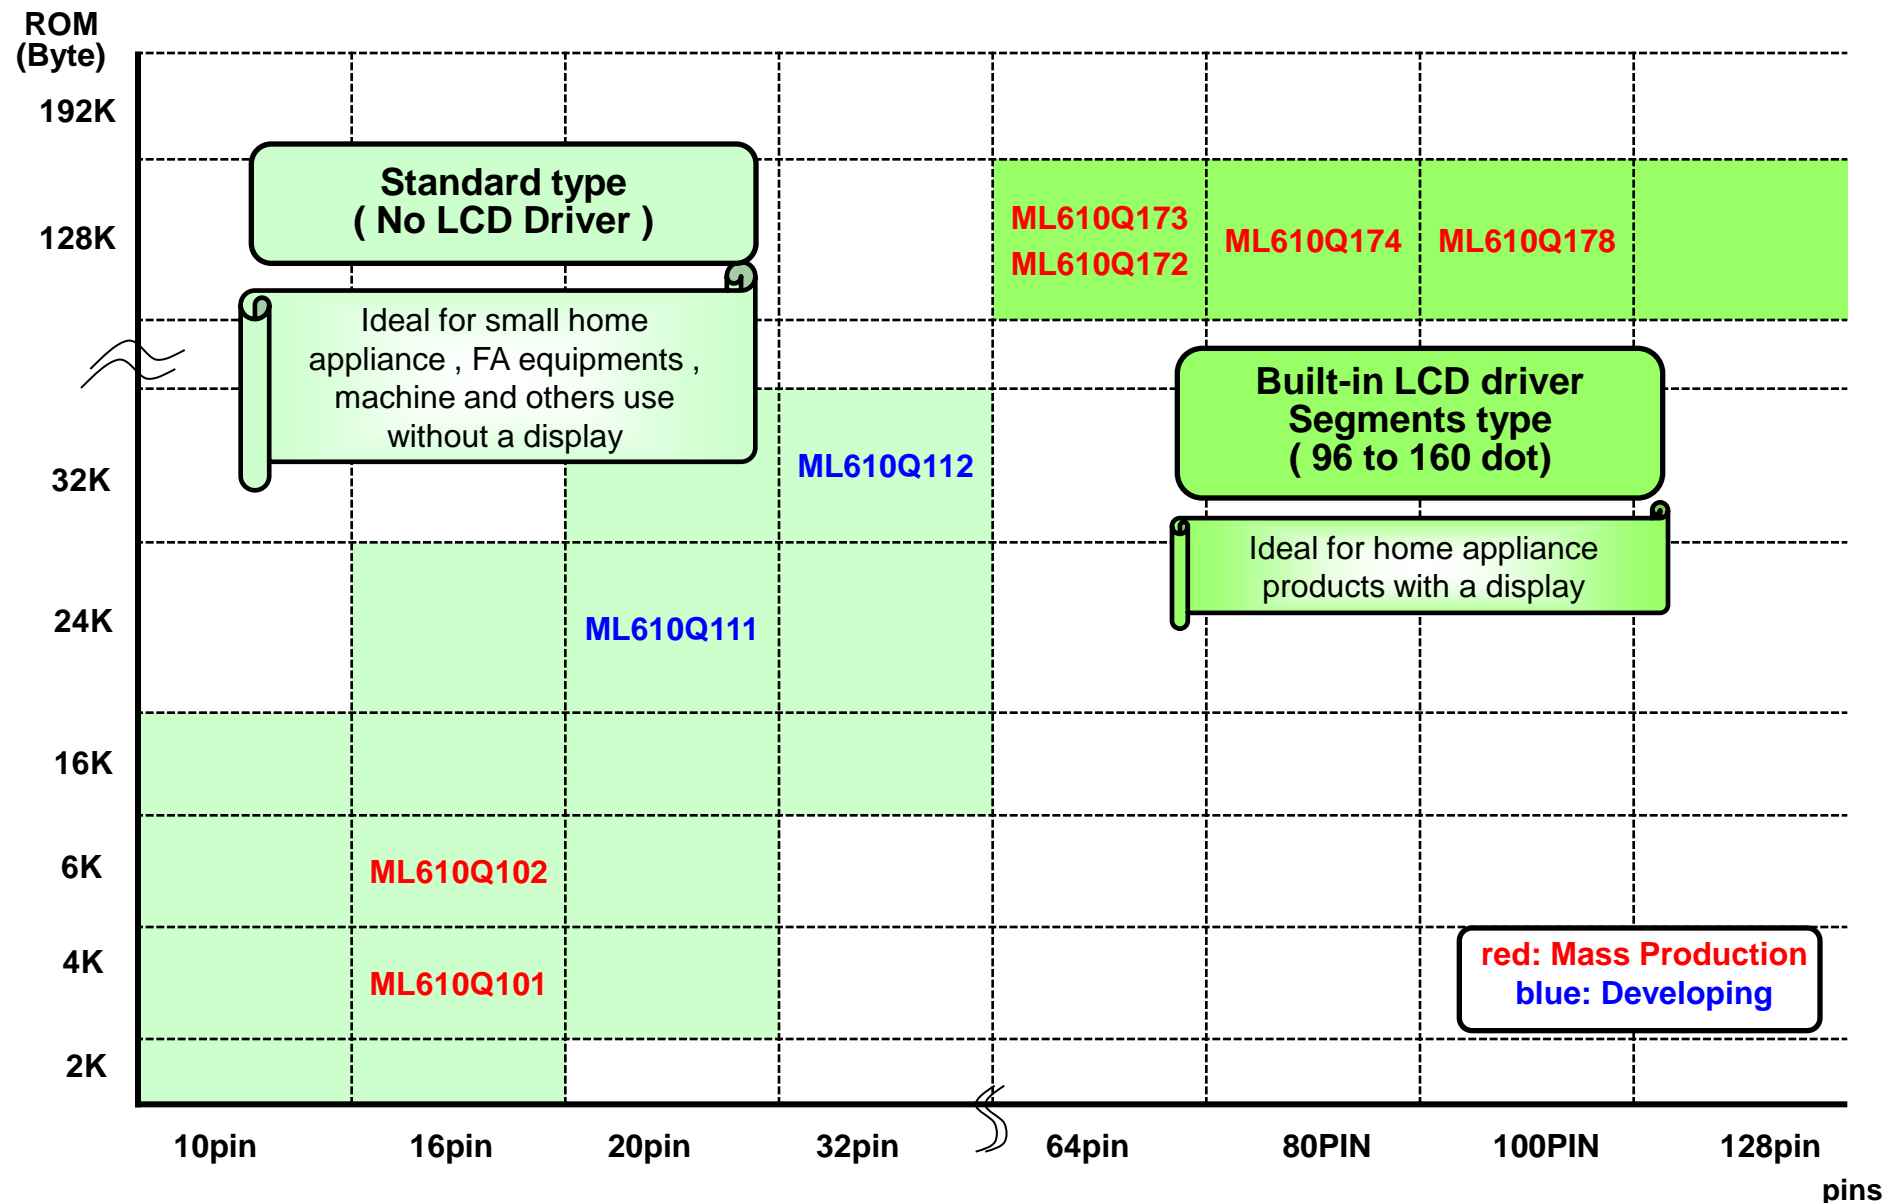 ROM
(Byte)
192K
Standard type
( No LCD Driver )
128K
ML610Q173
ML610Q172
ML610Q174
ML610Q178
Ideal for small home
appliance , FA equipments ,
machine and others use
without a display
Built-in LCD driver
Segments type
( 96 to 160 dot)
32K
ML610Q112
Ideal for home appliance
products with a display
24K
ML610Q111
16K
6K
ML610Q102
4K
ML610Q101
red: Mass Production
blue: Developing
2K
10pin
16pin
20pin
32pin
64pin
80PIN
100PIN
128pin
pins